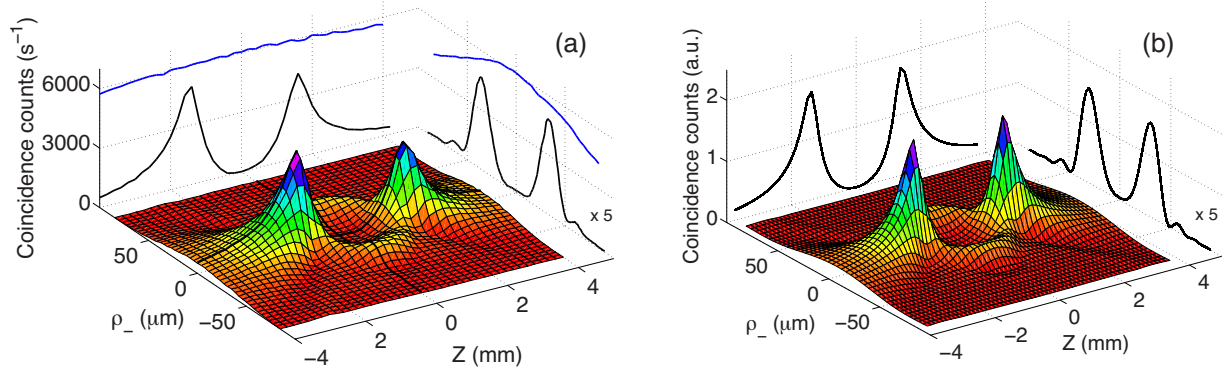 (a)
Coincidence counts (s⁻¹)
6000
3000
0
50
0
−50
ρ_ (μm)
−4
2
0
2
4
Z (mm)
x 5
(b)
Coincidence counts (a.u.)
2
1
0
50
0
−50
ρ_ (μm)
−4
−2
0
2
4
Z (mm)
x 5